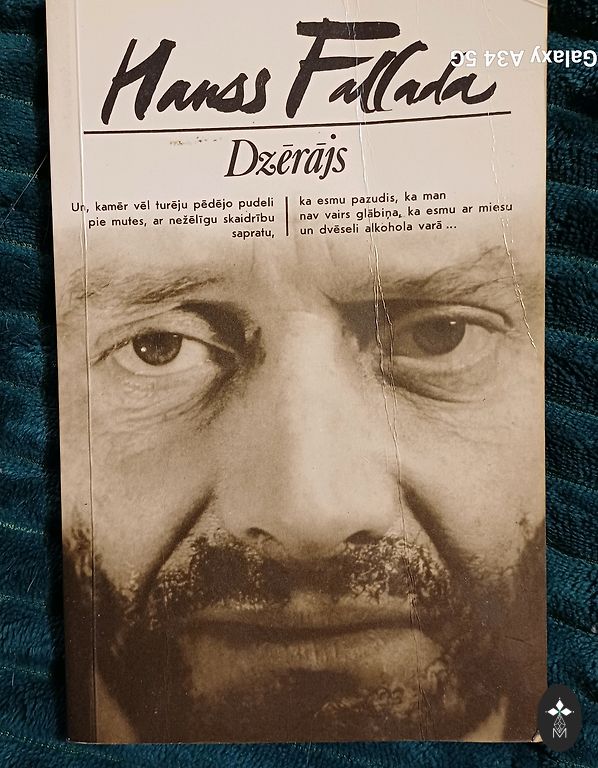 Hanss Fallada
Galaxy A34 5G
Dzērājs
Un, kamēr vēl turēju pēdējo pudeli
pie mutes, ar nežēlīgu skaidrību
sapratu,
ka esmu pazudis, ka man
nav vairs glābiņa, ka esmu ar miesu
un dvēseli alkohola varā ...
M